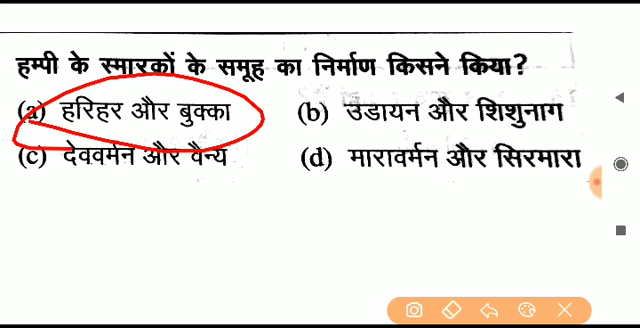 हम्पी के स्मारकों के समूह का निर्माण किसने किया?
(a) हरिहर और बुक्का (b) उडायन और शिशुनाग
(c) देववर्मन और वैन्य (d) मारावर्मन और सिरमारा